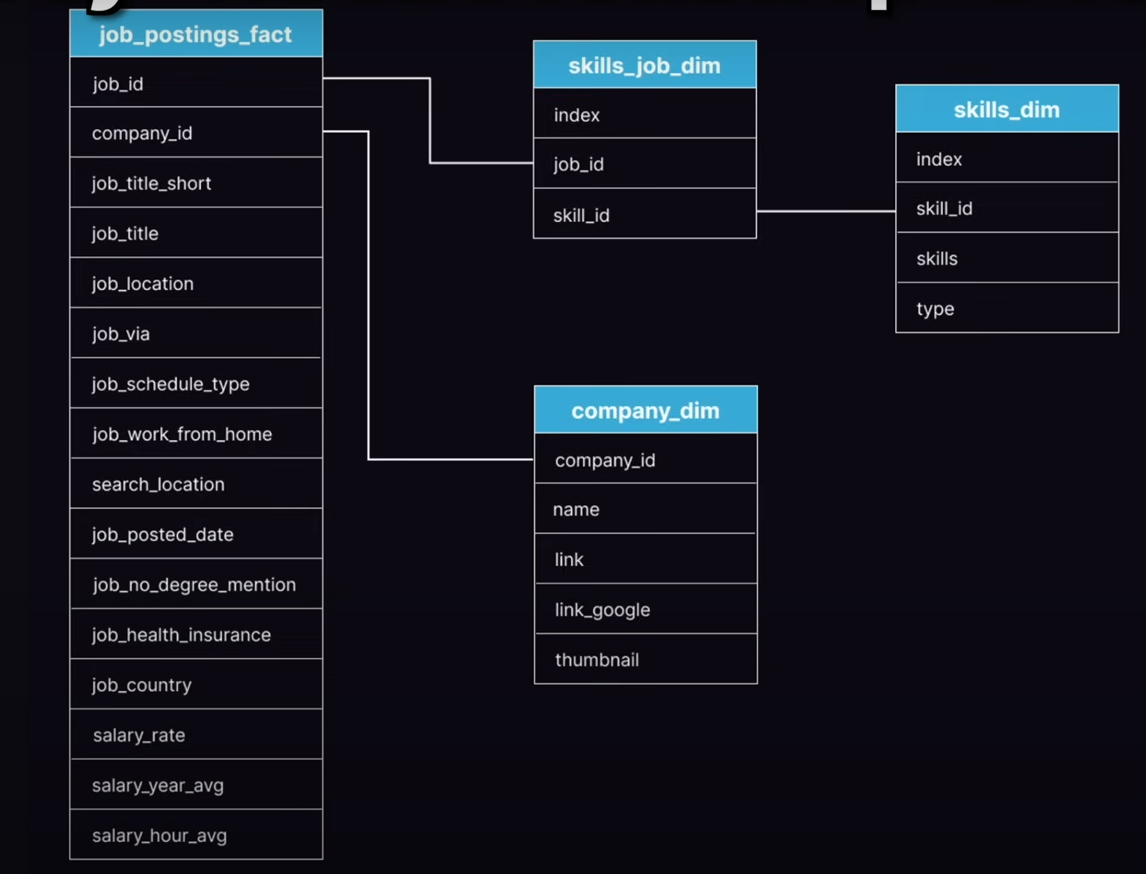 job_postings_fact
job_id
company_id
job_title_short
job_title
job_location
job_via
job_schedule_type
job_work_from_home
search_location
job_posted_date
job_no_degree_mention
job_health_insurance
job_country
salary_rate
salary_year_avg
salary_hour_avg
skills_job_dim
index
job_id
skill_id
skills_dim
index
skill_id
skills
type
company_dim
company_id
name
link
link_google
thumbnail